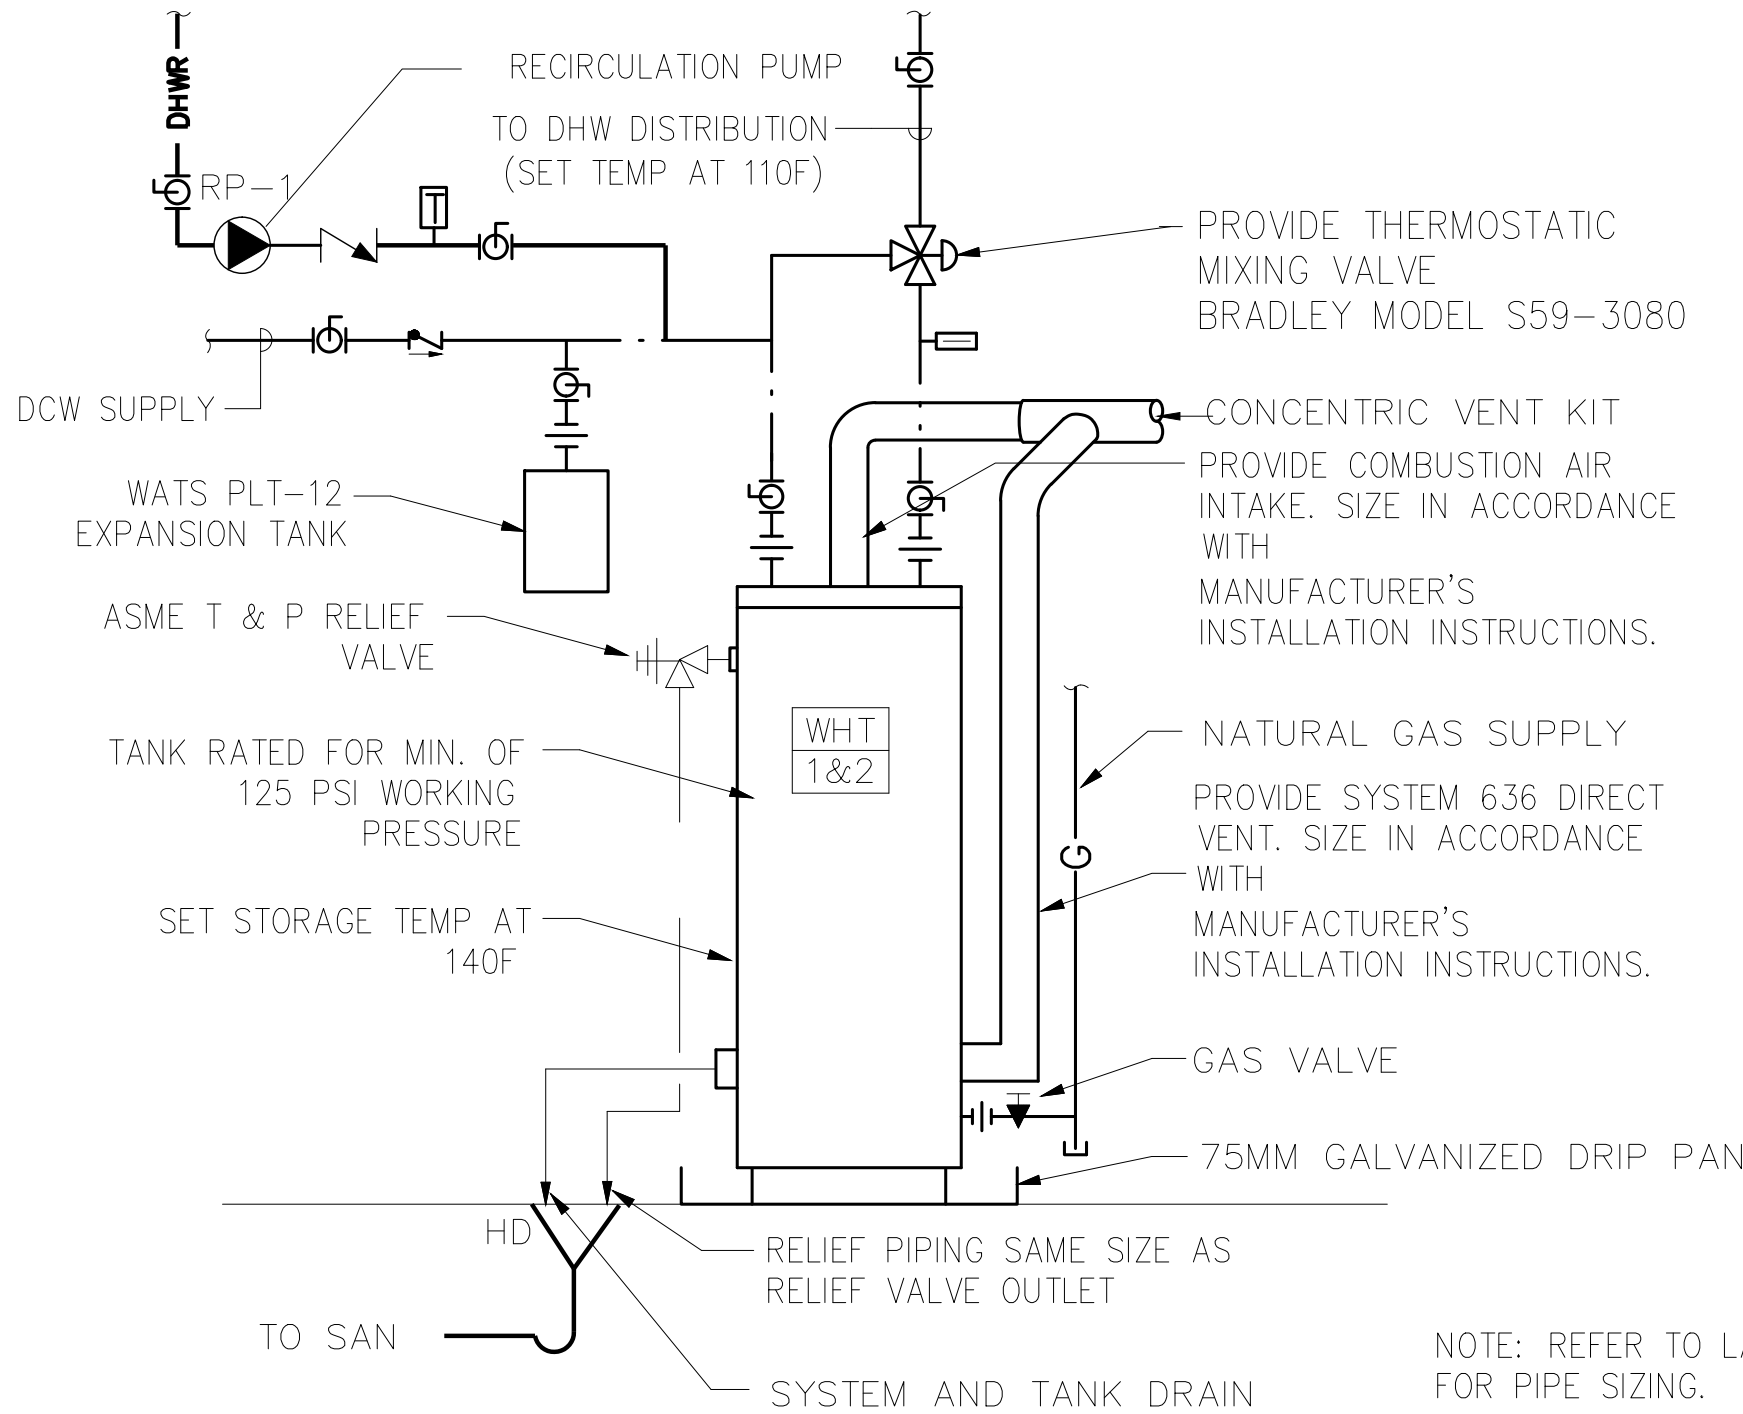 DHWR
RECIRCULATION PUMP
TO DHW DISTRIBUTION
(SET TEMP AT 110F)
RP-1
T
PROVIDE THERMOSTATIC
MIXING VALVE
BRADLEY MODEL S59-3080
DCW SUPPLY
CONCENTRIC VENT KIT
PROVIDE COMBUSTION AIR
INTAKE. SIZE IN ACCORDANCE
WITH
MANUFACTURER'S
INSTALLATION INSTRUCTIONS.
WATS PLT-12
EXPANSION TANK
ASME T & P RELIEF
VALVE
WHT
1&2
TANK RATED FOR MIN. OF
125 PSI WORKING
PRESSURE
NATURAL GAS SUPPLY
G
PROVIDE SYSTEM 636 DIRECT
VENT. SIZE IN ACCORDANCE
WITH
MANUFACTURER'S
INSTALLATION INSTRUCTIONS.
SET STORAGE TEMP AT
140F
GAS VALVE
75MM GALVANIZED DRIP PAN
HD
RELIEF PIPING SAME SIZE AS
RELIEF VALVE OUTLET
TO SAN
SYSTEM AND TANK DRAIN
NOTE: REFER TO
FOR PIPE SIZING.